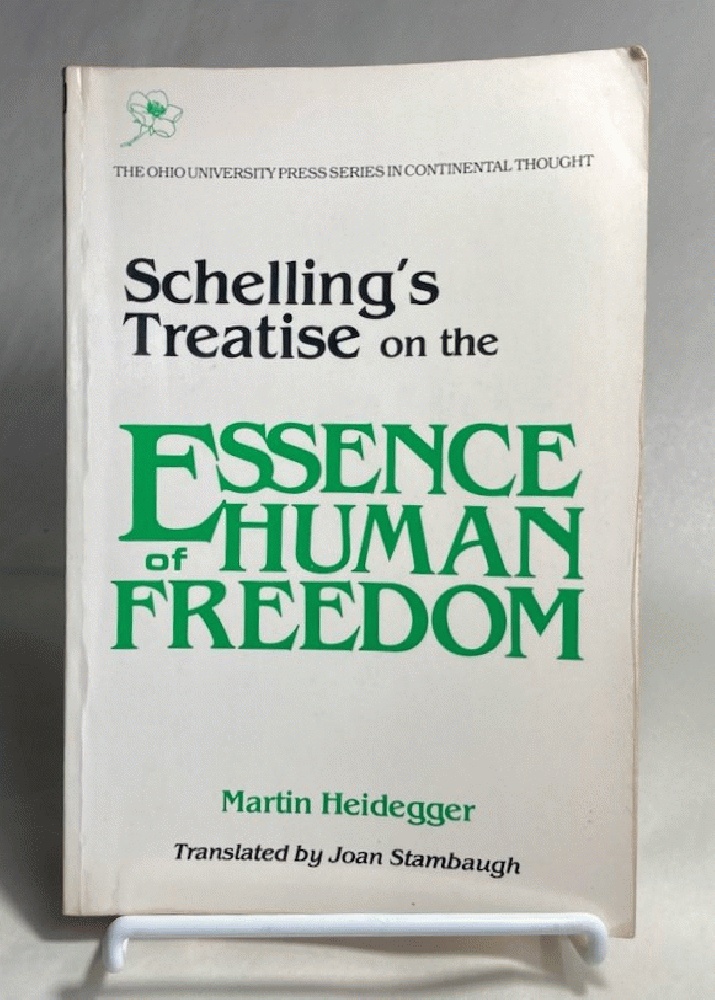 THE OHIO UNIVERSITY PRESS SERIES IN CONTINENTAL THOUGHT
Schelling's
Treatise on the
ESSENCE
of HUMAN
FREEDOM
Martin Heidegger
Translated by Joan Stambaugh